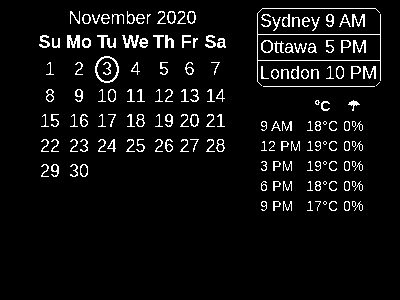 November 2020
Su Mo Tu We Th Fr Sa
1 2 3 4 5 6 7
8 9 10 11 12 13 14
15 16 17 18 19 20 21
22 23 24 25 26 27 28
29 30
Sydney 9 AM
Ottawa 5 PM
London 10 PM
°C ☂
9 AM 18°C 0%
12 PM 19°C 0%
3 PM 19°C 0%
6 PM 18°C 0%
9 PM 17°C 0%